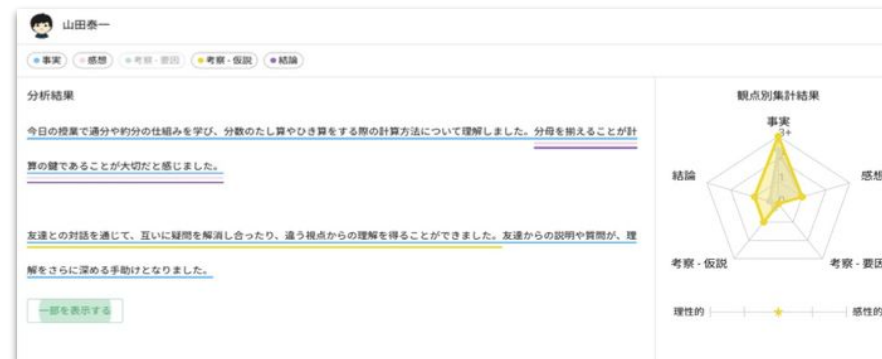 山田泰一
事実 感想 考察 - 要因 考察 - 仮説 結論
分析結果
今日の授業で通分や約分の仕組みを学び、分数のたし算やひき算をする際の計算方法について理解しました。分母を揃えることが計
算の鍵であることが大切だと感じました。
友達との対話を通じて、互いに疑問を解消し合ったり、違う視点からの理解を得ることができました。友達からの説明や質問が、理
解をさらに深める手助けとなりました。
一部を表示する
観点別集計結果
事実
3+
1
0
結論
感想
考察 - 仮説
考察 - 要因
理性的
感性的